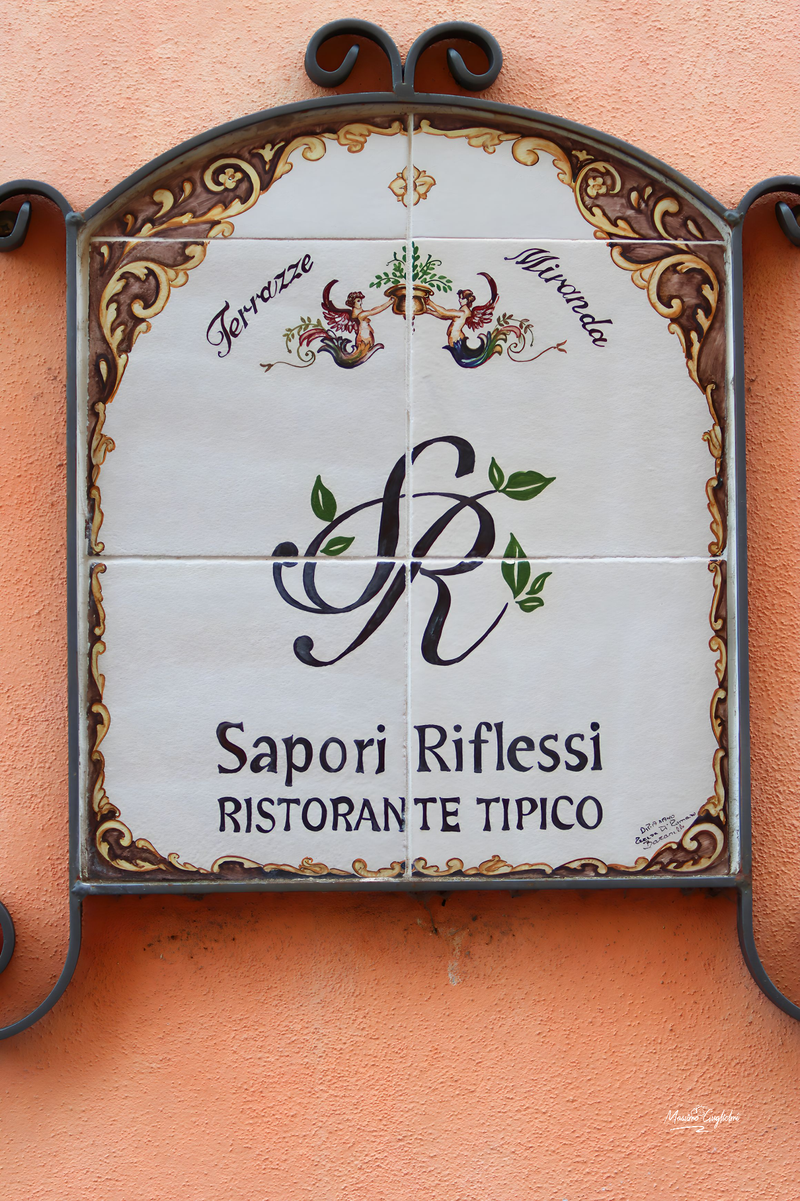 Terrazze Miranda
SR
Sapori Riflessi
RISTORANTE TIPICO